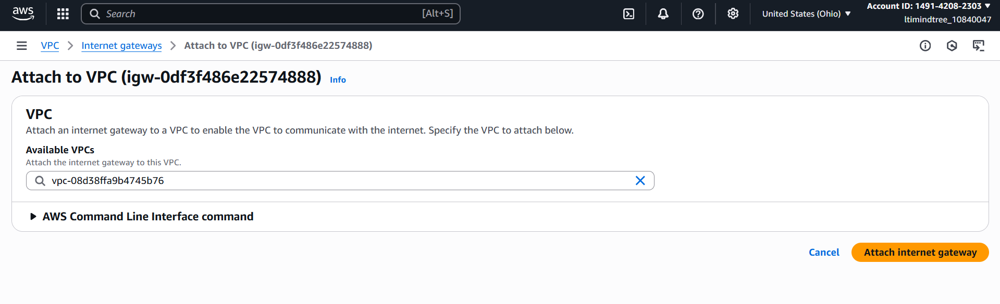 aws
Search [Alt+S]
United States (Ohio)
Account ID: 1491-4208-2303
ltimindtree_10840047
VPC > Internet gateways > Attach to VPC (igw-0df3f486e22574888)
Attach to VPC (igw-0df3f486e22574888) Info
VPC
Attach an internet gateway to a VPC to enable the VPC to communicate with the internet. Specify the VPC to attach below.
Available VPCs
Attach the internet gateway to this VPC.
vpc-08d38ffa9b4745b76
AWS Command Line Interface command
Cancel Attach internet gateway